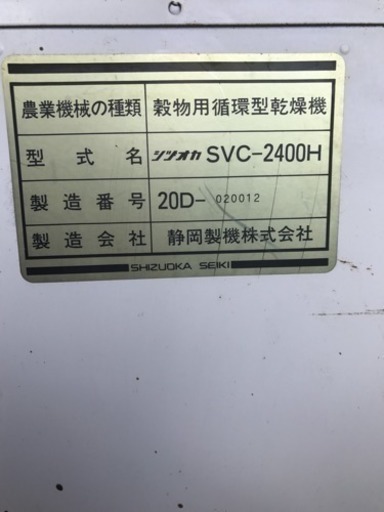 農業機械の種類 穀物用循環型乾燥機
型式名 シヅオカ SVC-2400H
製造番号 20D- 020012
製造会社 静岡製機株式会社
SHIZUOKA SEIKI